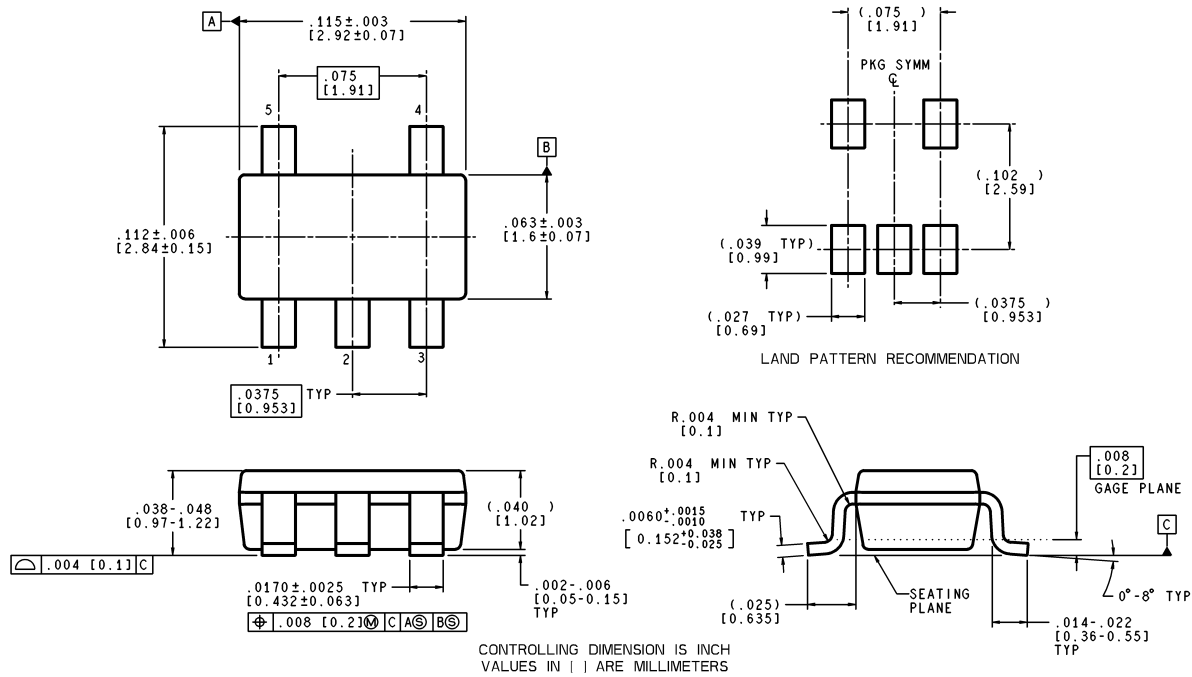 A
.115±.003
[2.92±0.07]
.075
[1.91]
5
4
B
.112±.006
[2.84±0.15]
.063±.003
[1.6±0.07]
1
2
3
.0375 TYP
[0.953]
(.075 )
[1.91]
PKG SYMM
℄
(.102 )
[2.59]
(.039 TYP)
[0.99]
(.027 TYP)
[0.69]
(.0375 )
[0.953]
LAND PATTERN RECOMMENDATION
.038-.048
[0.97-1.22]
(.040 )
[1.02]
⌓ .004 [0.1] C
.0170±.0025 TYP
[0.432±0.063]
⌖ .008 [0.2]Ⓜ C AⓈ BⓈ
.002-.006
[0.05-0.15]
TYP
R.004 MIN TYP
[0.1]
R.004 MIN TYP
[0.1]
.0060+.0015 -.0010 TYP
[0.152+0.038 -0.025]
.008
[0.2]
GAGE PLANE
C
SEATING
PLANE
0°-8° TYP
(.025)
[0.635]
.014-.022
[0.36-0.55]
TYP
CONTROLLING DIMENSION IS INCH
VALUES IN [ ] ARE MILLIMETERS